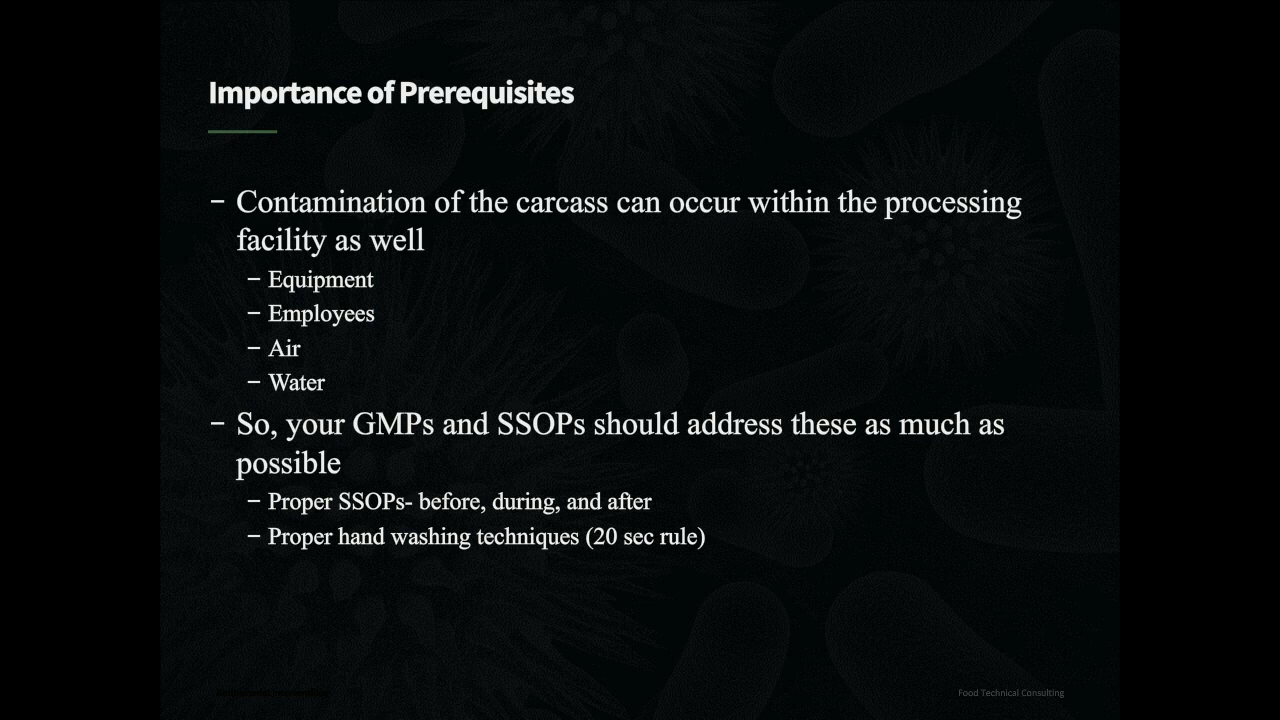 Importance of Prerequisites
– Contamination of the carcass can occur within the processing
facility as well
– Equipment
– Employees
– Air
– Water
– So, your GMPs and SSOPs should address these as much as
possible
– Proper SSOPs- before, during, and after
– Proper hand washing techniques (20 sec rule)
Food Technical Consulting